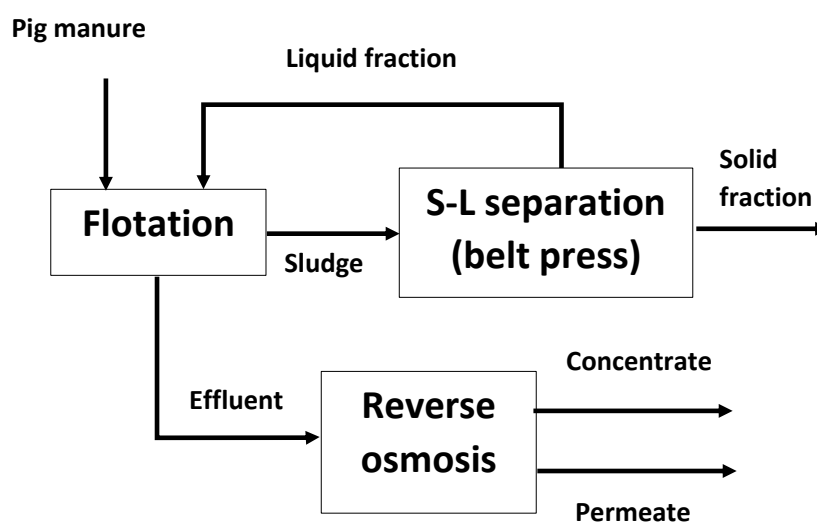 Pig manure
Liquid fraction
Solid
fraction
Flotation
S-L separation
(belt press)
Sludge
Effluent
Reverse
osmosis
Concentrate
Permeate